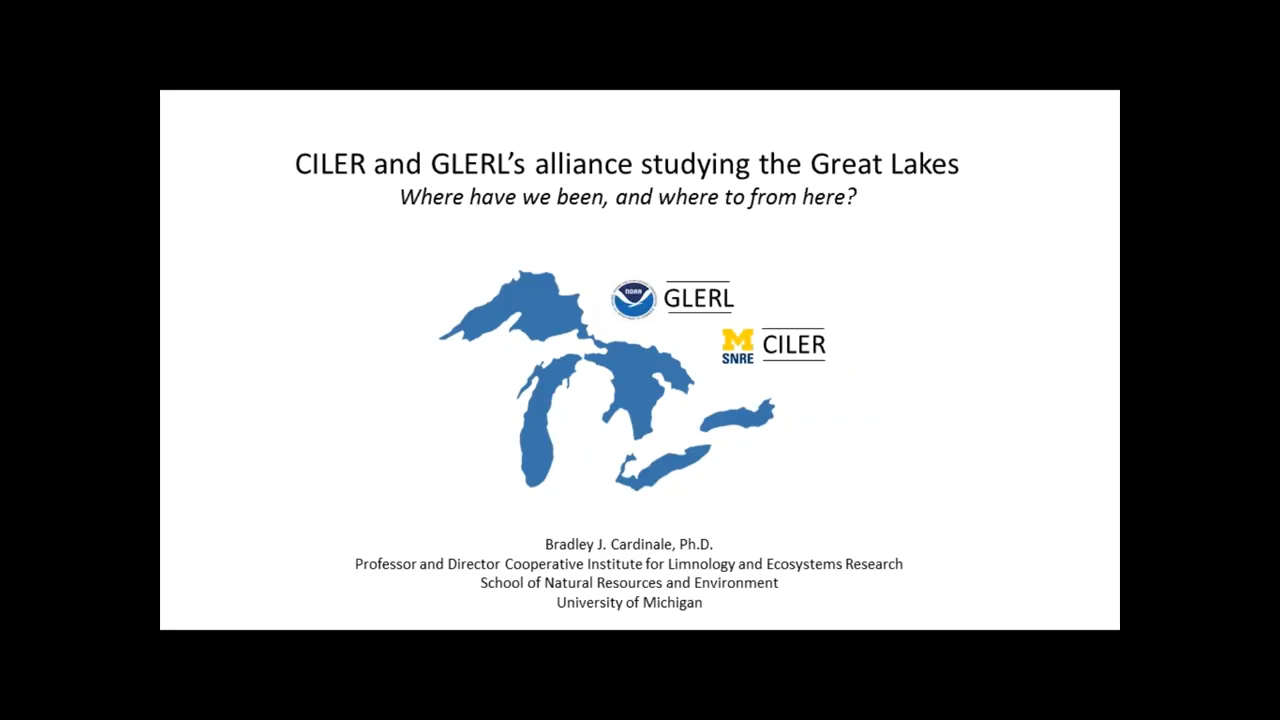 CILER and GLERL's alliance studying the Great Lakes
Where have we been, and where to from here?
NOAA
GLERL
M
SNRE
CILER
Bradley J. Cardinale, Ph.D.
Professor and Director Cooperative Institute for Limnology and Ecosystems Research
School of Natural Resources and Environment
University of Michigan